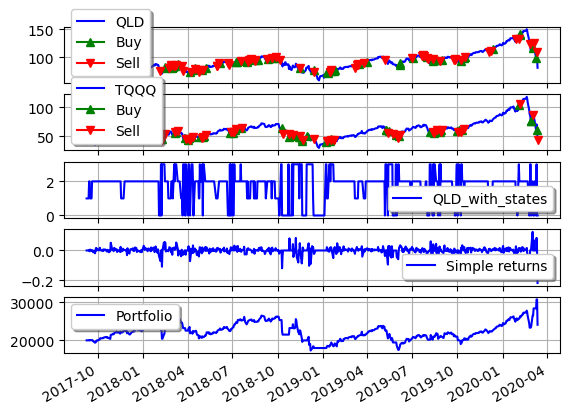 150
100
QLD
Buy
Sell
100
50
TQQQ
Buy
Sell
2
0
QLD_with_states
0.0
−0.2
Simple returns
30000
20000
Portfolio
2017-10
2018-01
2018-04
2018-07
2018-10
2019-01
2019-04
2019-07
2019-10
2020-01
2020-04